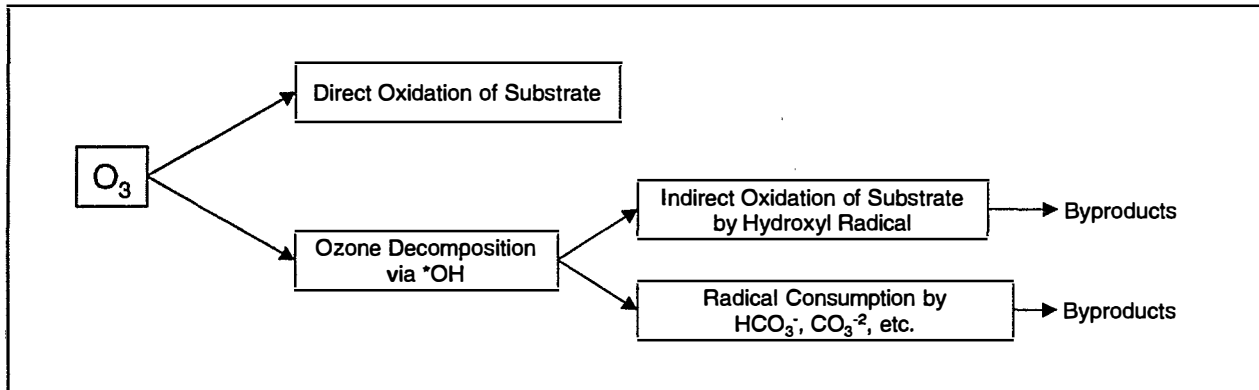 O₃
Direct Oxidation of Substrate
Ozone Decomposition
via *OH
Indirect Oxidation of Substrate
by Hydroxyl Radical
Byproducts
Radical Consumption by
HCO₃⁻, CO₃⁻², etc.
Byproducts